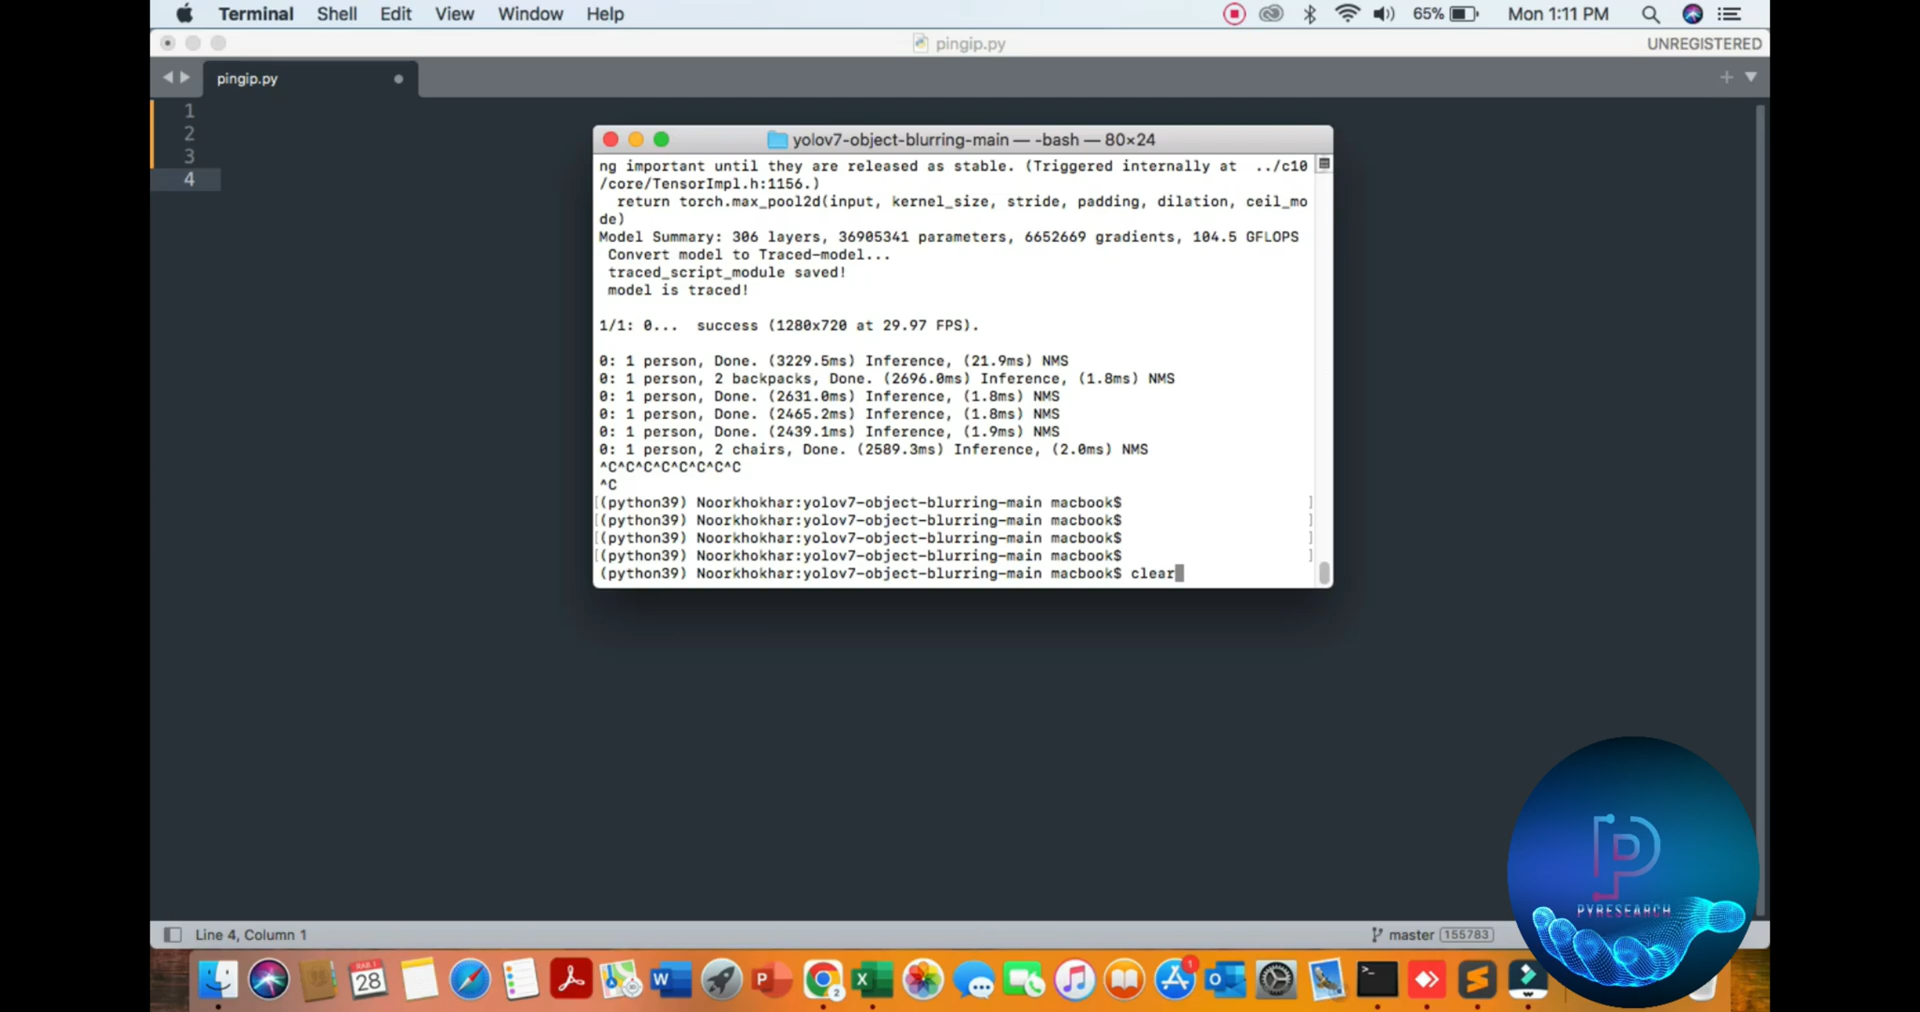 Terminal Shell Edit View Window Help 65% Mon 1:11 PM
pingip.py UNREGISTERED
pingip.py
1
2
3
4
yolov7-object-blurring-main — -bash — 80×24
ng important until they are released as stable. (Triggered internally at  ../c10
/core/TensorImpl.h:1156.)
return torch.max_pool2d(input, kernel_size, stride, padding, dilation, ceil_mo
de)
Model Summary: 306 layers, 36905341 parameters, 6652669 gradients, 104.5 GFLOPS
Convert model to Traced-model...
traced_script_module saved!
model is traced!
1/1: 0...  success (1280x720 at 29.97 FPS).
0: 1 person, Done. (3229.5ms) Inference, (21.9ms) NMS
0: 1 person, 2 backpacks, Done. (2696.0ms) Inference, (1.8ms) NMS
0: 1 person, Done. (2631.0ms) Inference, (1.8ms) NMS
0: 1 person, Done. (2465.2ms) Inference, (1.8ms) NMS
0: 1 person, Done. (2439.1ms) Inference, (1.9ms) NMS
0: 1 person, 2 chairs, Done. (2589.3ms) Inference, (2.0ms) NMS
^C^C^C^C^C^C^C^C
^C
[(python39) Noorkhokhar:yolov7-object-blurring-main macbook$ ]
[(python39) Noorkhokhar:yolov7-object-blurring-main macbook$ ]
[(python39) Noorkhokhar:yolov7-object-blurring-main macbook$ ]
[(python39) Noorkhokhar:yolov7-object-blurring-main macbook$ ]
(python39) Noorkhokhar:yolov7-object-blurring-main macbook$ clear
PYRESEARCH
Line 4, Column 1 master 155783
28
2
1